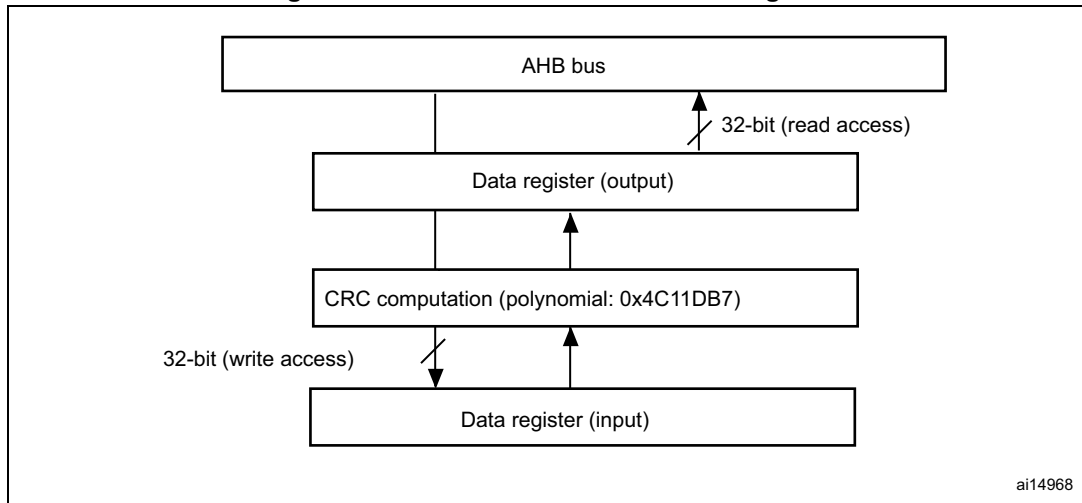 AHB bus
32-bit (read access)
Data register (output)
CRC computation (polynomial: 0x4C11DB7)
32-bit (write access)
Data register (input)
ai14968